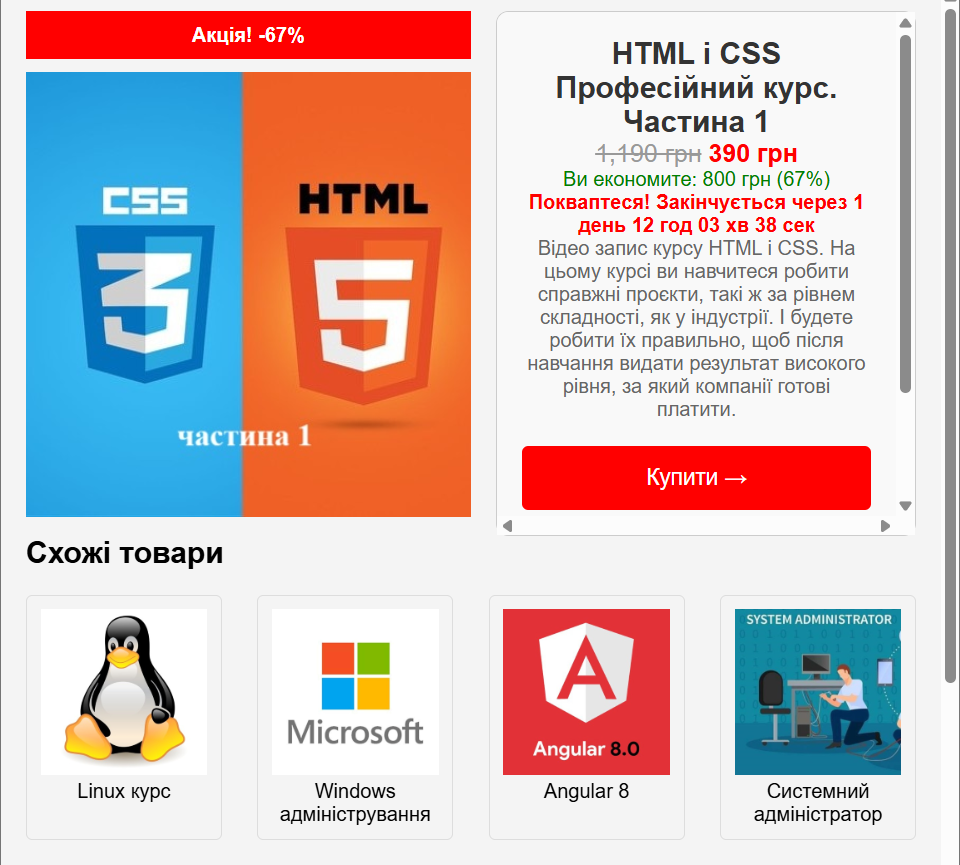 Акція! -67%
CSS
HTML
3
5
частина 1
HTML і CSS
Професійний курс.
Частина 1
1,190 грн 390 грн
Ви економите: 800 грн (67%)
Покваптеся! Закінчується через 1
день 12 год 03 хв 38 сек
Відео запис курсу HTML і CSS. На
цьому курсі ви навчитеся робити
справжні проєкти, такі ж за рівнем
складності, як у індустрії. І будете
робити їх правильно, щоб після
навчання видати результат високого
рівня, за який компанії готові
платити.
Купити →
Схожі товари
Linux курс
Microsoft
Windows
адміністрування
A
Angular 8.0
Angular 8
SYSTEM ADMINISTRATOR
Системний
адміністратор